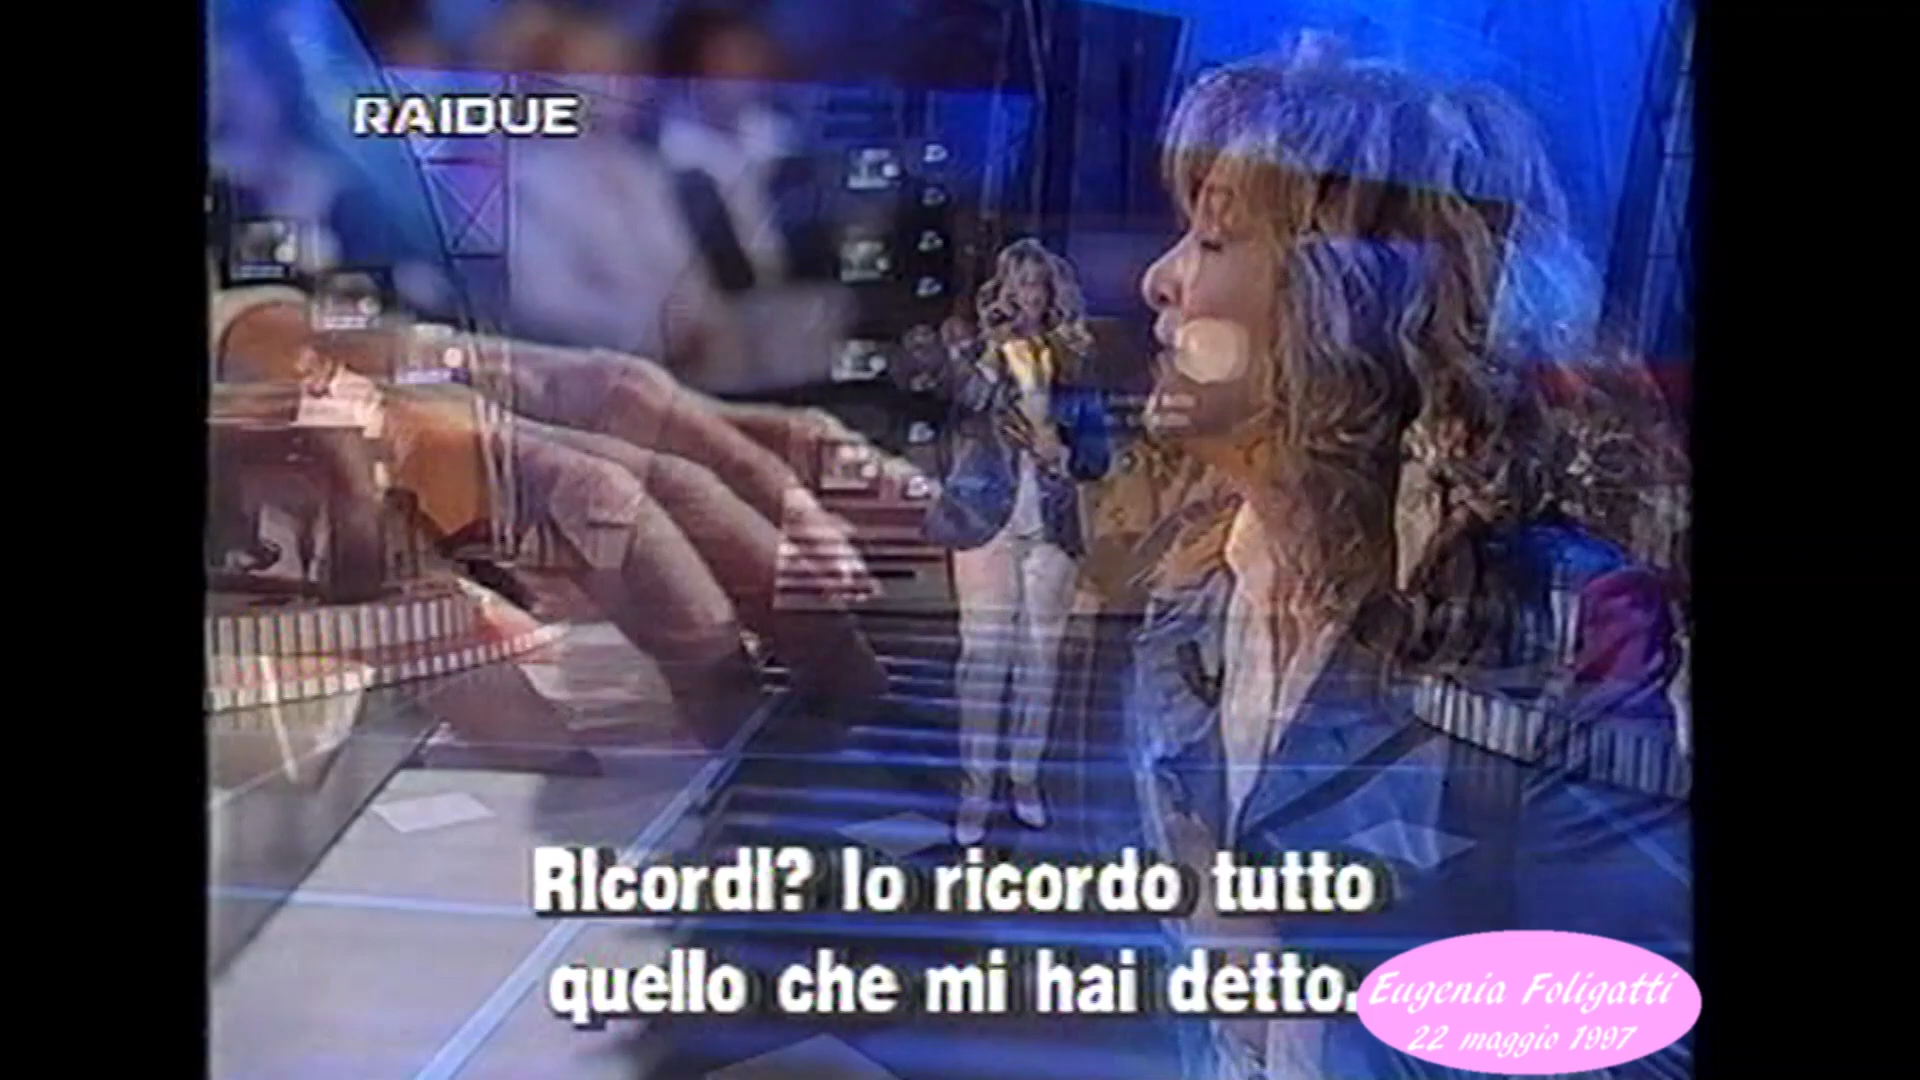 RAIDUE
RIcordI? Io ricordo tutto
quello che mi hai detto.
Eugenia Foligatti
22 maggio 1997